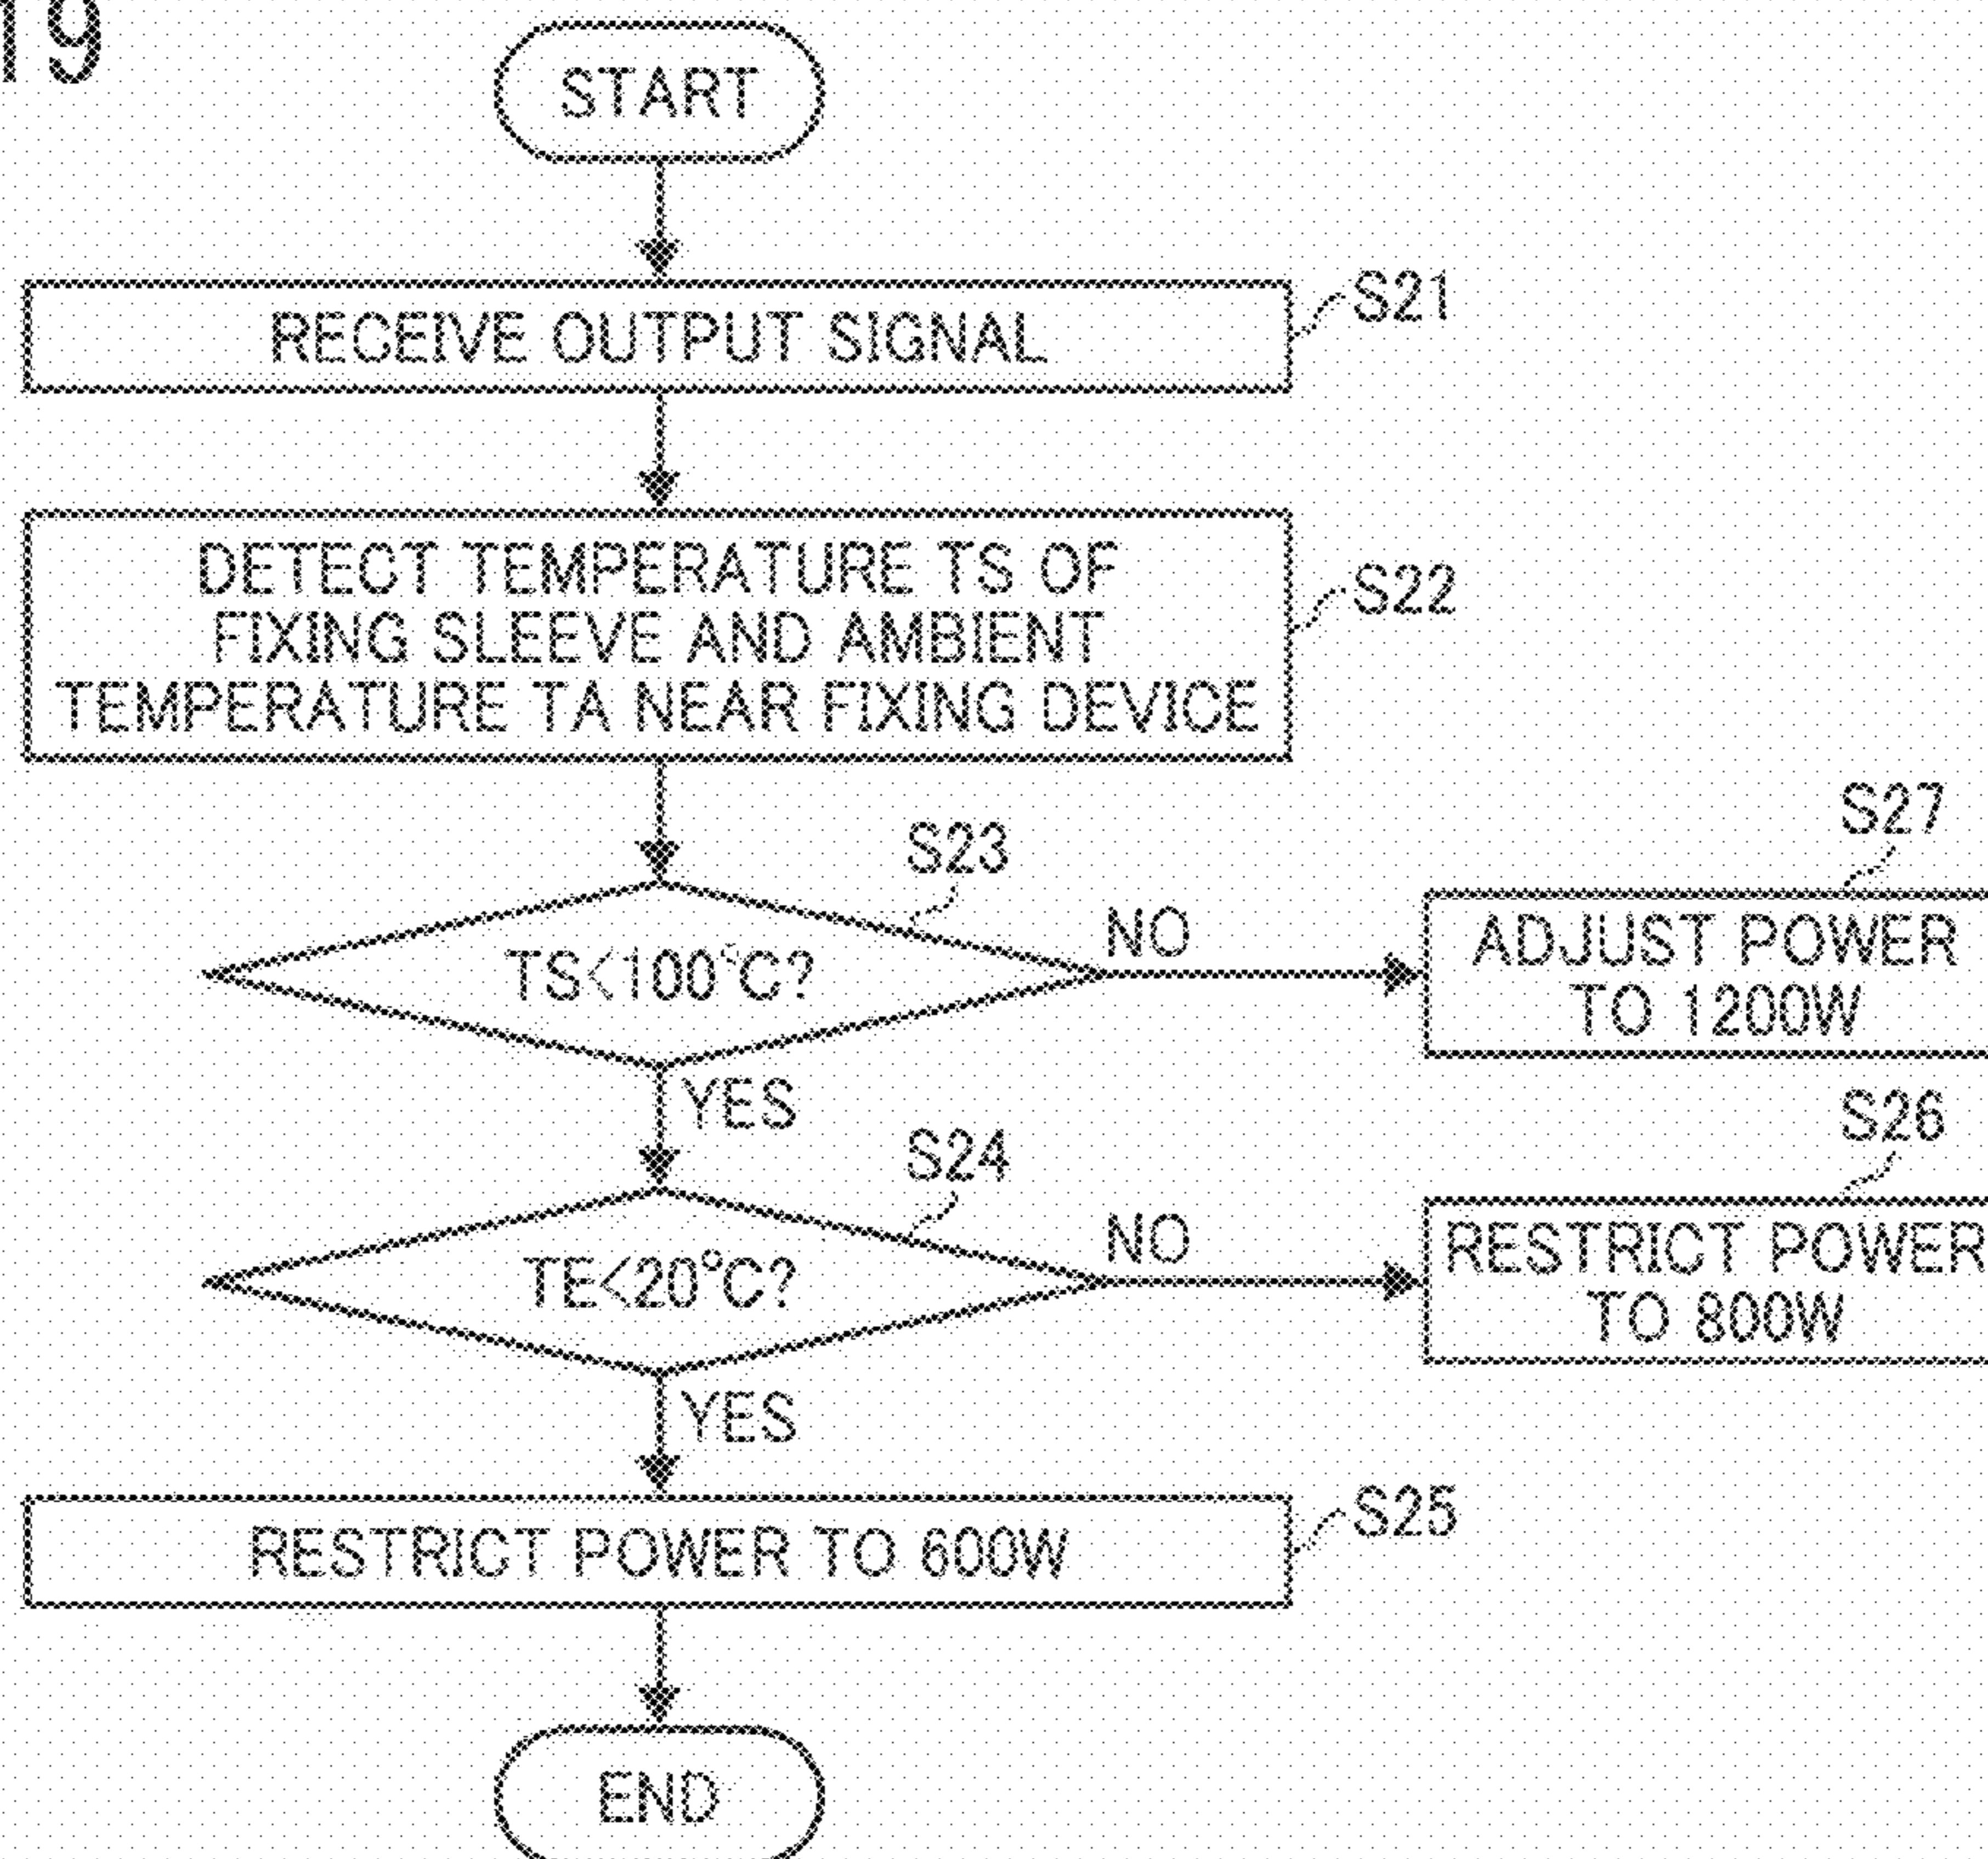 19
START
RECEIVE OUTPUT SIGNAL
S21
DETECT TEMPERATURE TS OF
FIXING SLEEVE AND AMBIENT
TEMPERATURE TA NEAR FIXING DEVICE
S22
S23
TS<100°C?
NO
S27
ADJUST POWER
TO 1200W
YES
S24
TE<20°C?
NO
S26
RESTRICT POWER
TO 800W
YES
RESTRICT POWER TO 600W
S25
END